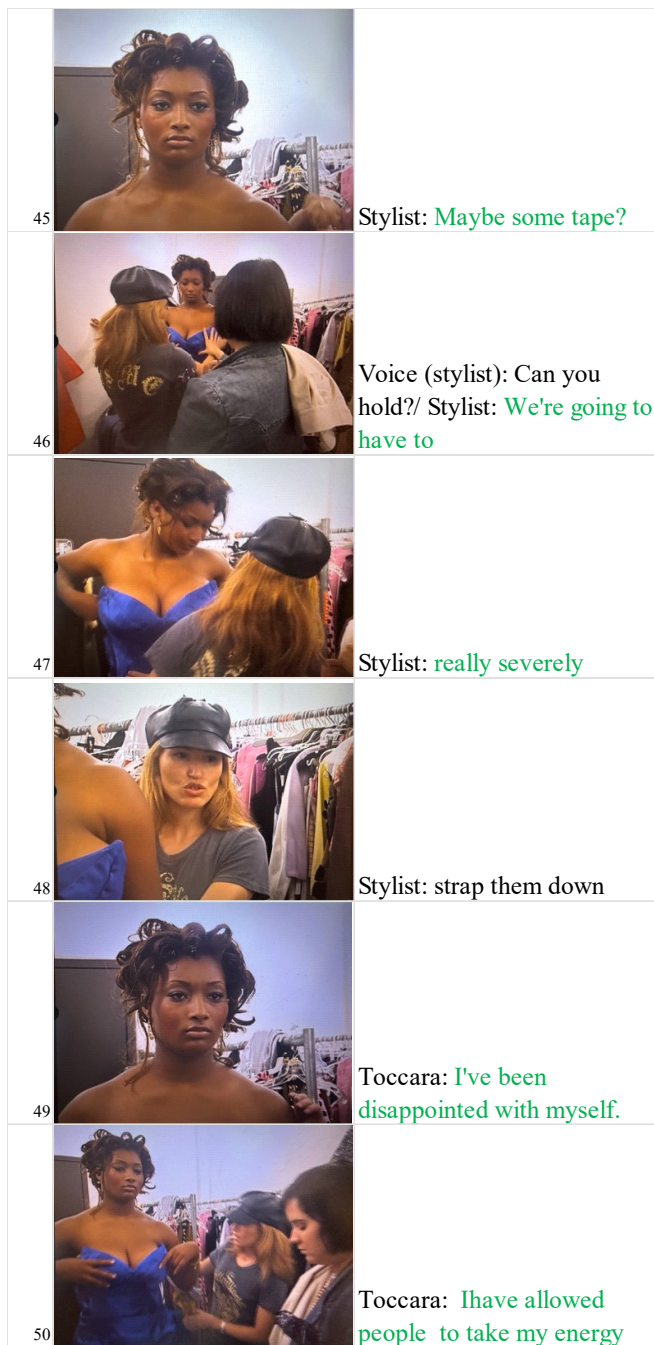 45
Stylist: Maybe some tape?
46
Voice (stylist): Can you
hold?/ Stylist: We're going to
have to
47
Stylist: really severely
48
Stylist: strap them down
49
Toccara: I've been
disappointed with myself.
50
Toccara:  Ihave allowed
people  to take my energy